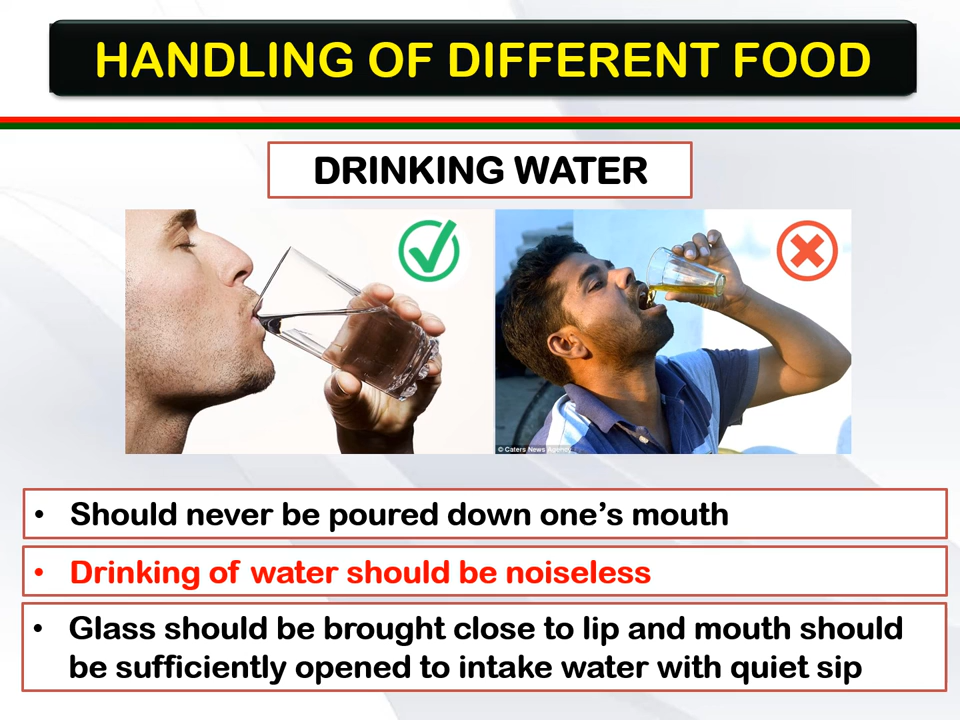 HANDLING OF DIFFERENT FOOD
DRINKING WATER
© Caters News Agency
• Should never be poured down one’s mouth
• Drinking of water should be noiseless
• Glass should be brought close to lip and mouth should
be sufficiently opened to intake water with quiet sip